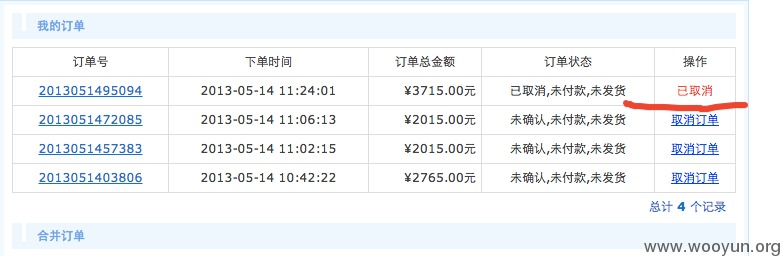 我的订单
订单号 下单时间 订单总金额 订单状态 操作
2013051495094 2013-05-14 11:24:01 ¥3715.00元 已取消,未付款,未发货 已取消
2013051472085 2013-05-14 11:06:13 ¥2015.00元 未确认,未付款,未发货 取消订单
2013051457383 2013-05-14 11:02:15 ¥2015.00元 未确认,未付款,未发货 取消订单
2013051403806 2013-05-14 10:42:22 ¥2765.00元 未确认,未付款,未发货 取消订单
总计 4 个记录
合并订单
www.wooyun.org